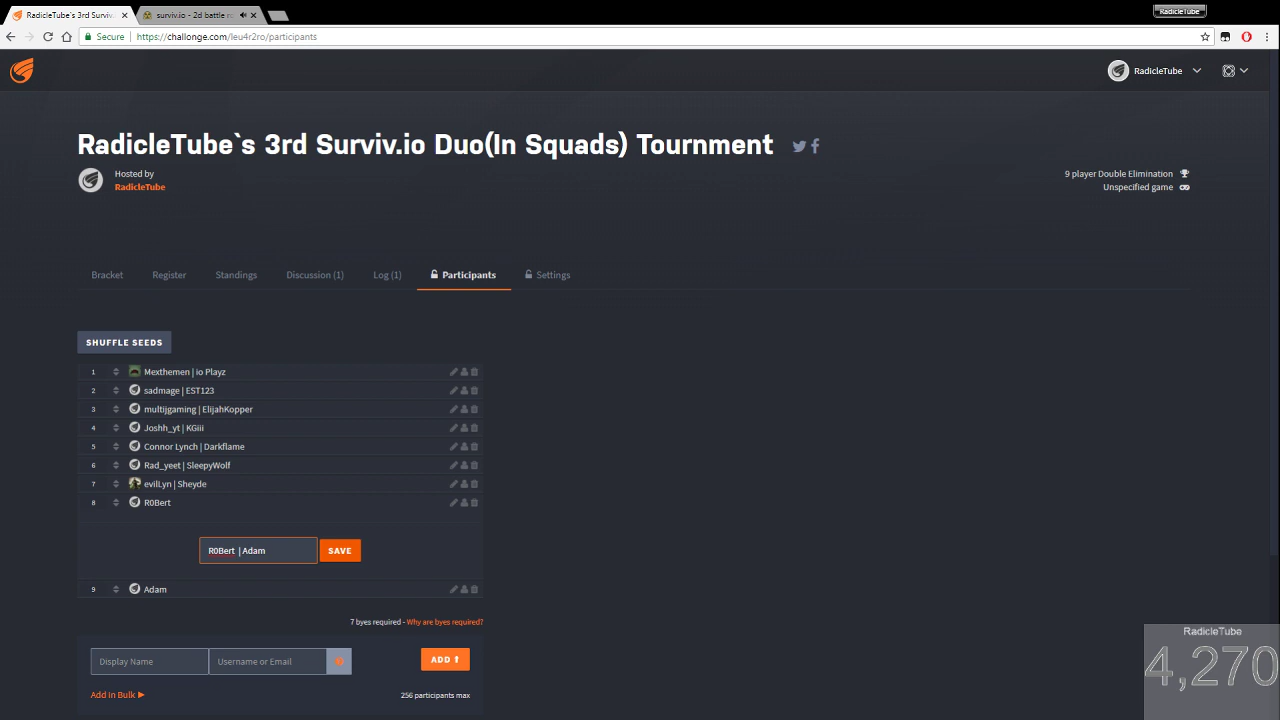 RadicleTube's 3rd Surviv
surviv.io - 2d battle r
RadicleTube
Secure
https://challonge.com/leu4r2ro/participants
RadicleTube
RadicleTube`s 3rd Surviv.io Duo(In Squads) Tournment
Hosted by
RadicleTube
9 player Double Elimination
Unspecified game
Bracket
Register
Standings
Discussion (1)
Log (1)
Participants
Settings
SHUFFLE SEEDS
1 Mexthemen | io Playz
2 sadmage | EST123
3 multijgaming | ElijahKopper
4 Joshh_yt | KGiii
5 Connor Lynch | Darkflame
6 Rad_yeet | SleepyWolf
7 evilLyn | Sheyde
8 R0Bert
R0Bert | Adam
SAVE
9 Adam
7 byes required - Why are byes required?
Display Name
Username or Email
ADD
Add in Bulk
256 participants max
RadicleTube
4,270